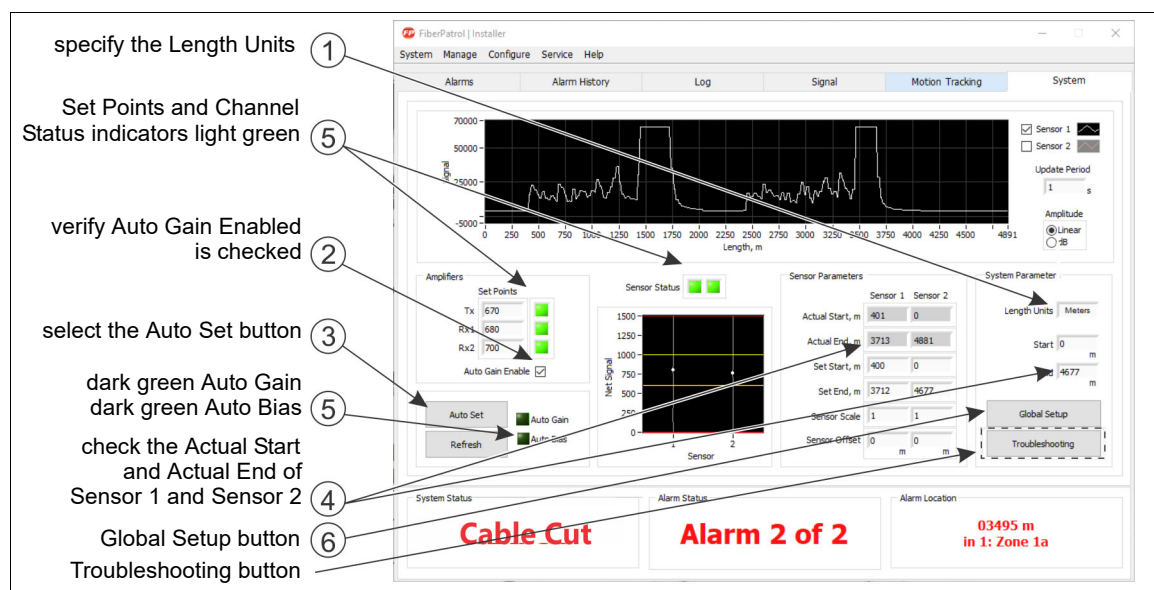 specify the Length Units
1
Set Points and Channel
Status indicators light green
5
verify Auto Gain Enabled
is checked
2
select the Auto Set button
3
dark green Auto Gain
dark green Auto Bias
5
check the Actual Start
and Actual End of
Sensor 1 and Sensor 2
4
Global Setup button
6
Troubleshooting button
FP FiberPatrol | Installer
System Manage Configure Service Help
Alarms Alarm History Log Signal Motion Tracking System
70000
50000
25000
-5000
Signal
0 250 500 750 1000 1250 1500 1750 2000 2250 2500 2750 3000 3250 3500 3750 4000 4250 4500 4891
Length, m
Sensor 1
Sensor 2
Update Period
1 s
Amplitude
Linear
dB
Amplifiers
Set Points
Tx 670
Rx1 680
Rx2 700
Auto Gain Enable
Auto Set
Refresh
Auto Gain
Auto Bias
Sensor Status
1500
1250
1000
750
500
250
0
Net Signal
1 2
Sensor
Sensor Parameters
Sensor 1 Sensor 2
Actual Start, m 401 0
Actual End, m 3713 4881
Set Start, m 400 0
Set End, m 3712 4677
Sensor Scale 1 1
Sensor Offset 0 0
m m
System Parameter
Length Units Meters
Start 0
m
4677
m
Global Setup
Troubleshooting
System Status
Cable Cut
Alarm Status
Alarm 2 of 2
Alarm Location
03495 m
in 1: Zone 1a